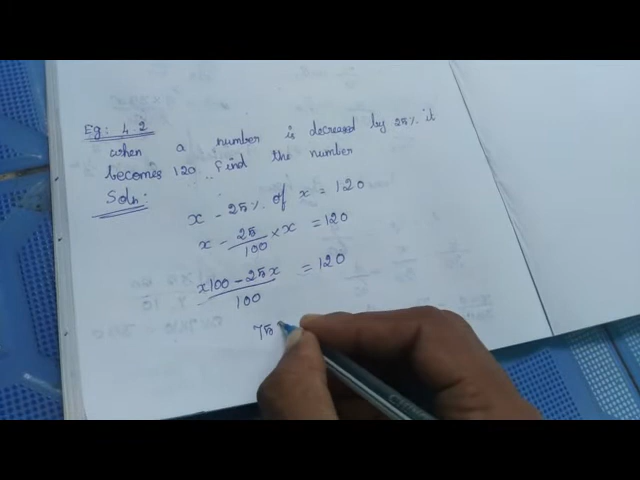 Eg: 4.2
when a number is decreased by 25% it
becomes 120. Find the number
Soln:
x - 25% of x = 120
x - 25/100 × x = 120
x100 - 25x / 100 = 120
75